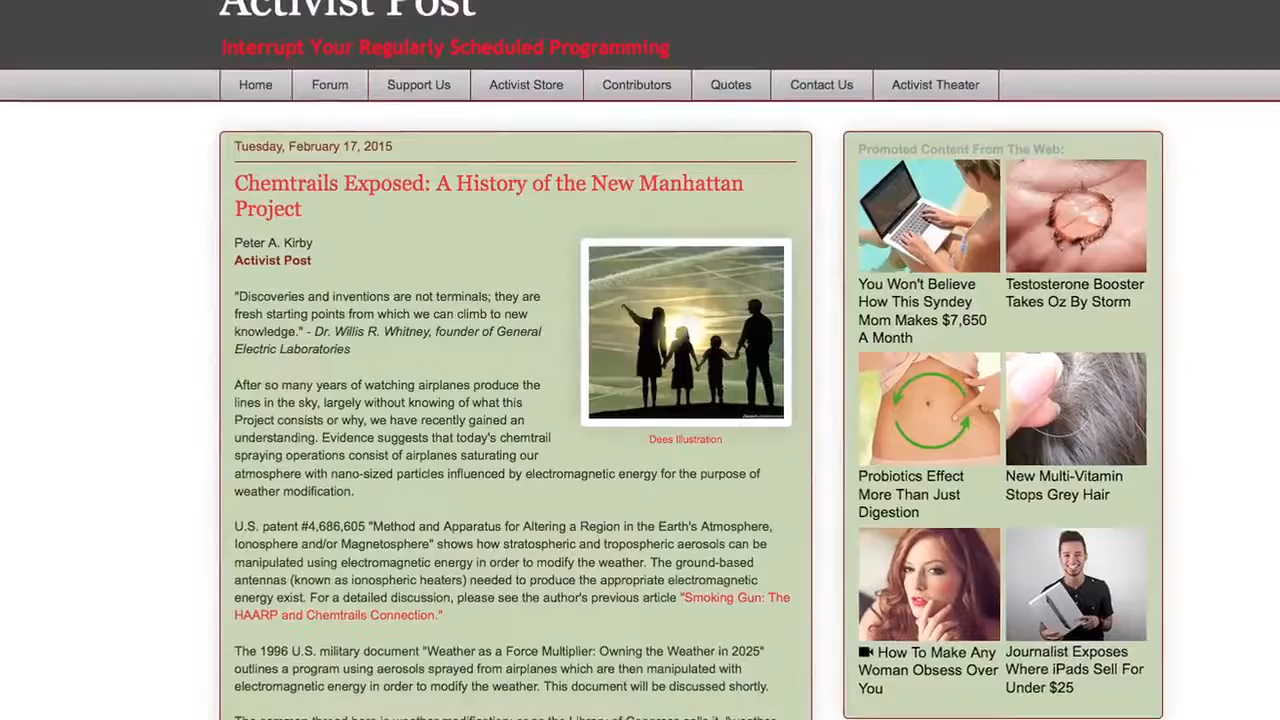 Activist Post
Interrupt Your Regularly Scheduled Programming
Home
Forum
Support Us
Activist Store
Contributors
Quotes
Contact Us
Activist Theater
Tuesday, February 17, 2015
Chemtrails Exposed: A History of the New Manhattan
Project
Peter A. Kirby
Activist Post
"Discoveries and inventions are not terminals; they are
fresh starting points from which we can climb to new
knowledge." - Dr. Willis R. Whitney, founder of General
Electric Laboratories
After so many years of watching airplanes produce the
lines in the sky, largely without knowing of what this
Project consists or why, we have recently gained an
understanding. Evidence suggests that today's chemtrail
spraying operations consist of airplanes saturating our
atmosphere with nano-sized particles influenced by electromagnetic energy for the purpose of
weather modification.
Dees Illustration
U.S. patent #4,686,605 "Method and Apparatus for Altering a Region in the Earth's Atmosphere,
Ionosphere and/or Magnetosphere" shows how stratospheric and tropospheric aerosols can be
manipulated using electromagnetic energy in order to modify the weather. The ground-based
antennas (known as ionospheric heaters) needed to produce the appropriate electromagnetic
energy exist. For a detailed discussion, please see the author's previous article "Smoking Gun: The
HAARP and Chemtrails Connection."
The 1996 U.S. military document "Weather as a Force Multiplier: Owning the Weather in 2025"
outlines a program using aerosols sprayed from airplanes which are then manipulated with
electromagnetic energy in order to modify the weather. This document will be discussed shortly.
Promoted Content From The Web:
You Won't Believe
How This Syndey
Mom Makes $7,650
A Month
Testosterone Booster
Takes Oz By Storm
Probiotics Effect
More Than Just
Digestion
New Multi-Vitamin
Stops Grey Hair
How To Make Any
Woman Obsess Over
You
Journalist Exposes
Where iPads Sell For
Under $25